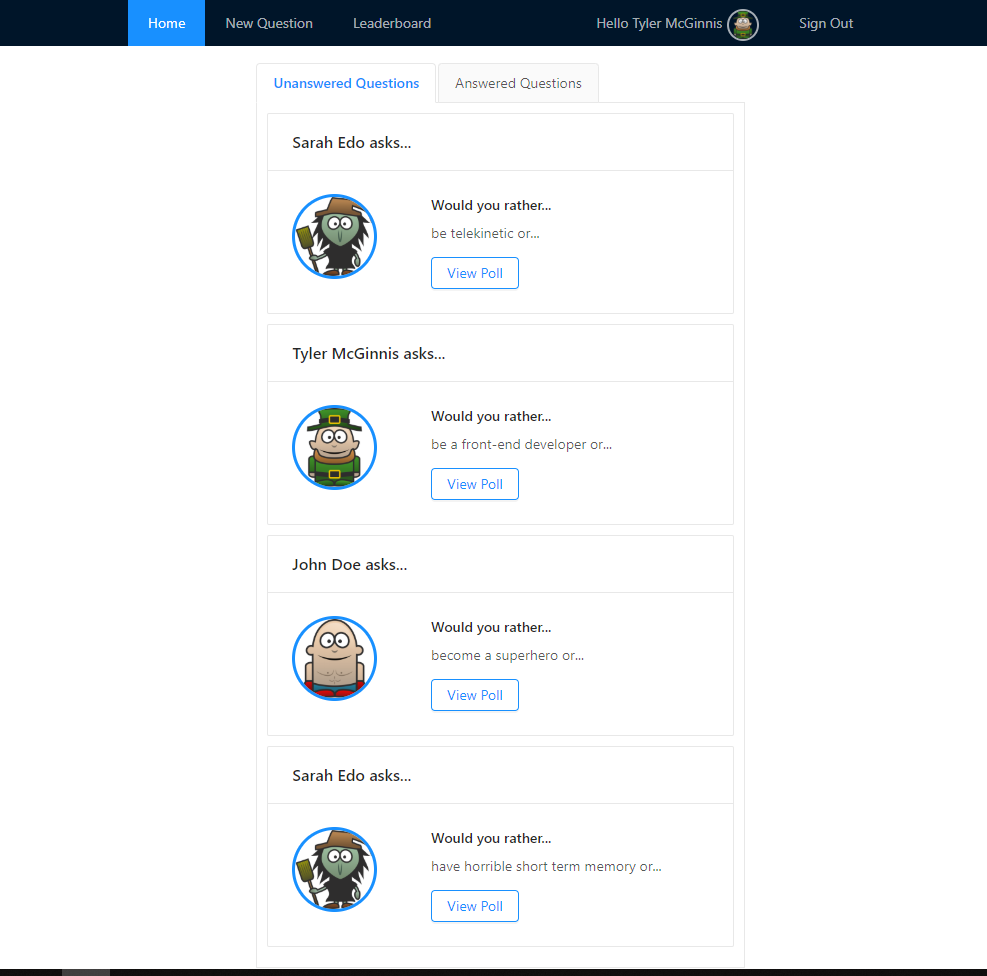 Home New Question Leaderboard Hello Tyler McGinnis Sign Out
Unanswered Questions Answered Questions
Sarah Edo asks...
Would you rather...
be telekinetic or...
View Poll
Tyler McGinnis asks...
Would you rather...
be a front-end developer or...
View Poll
John Doe asks...
Would you rather...
become a superhero or...
View Poll
Sarah Edo asks...
Would you rather...
have horrible short term memory or...
View Poll